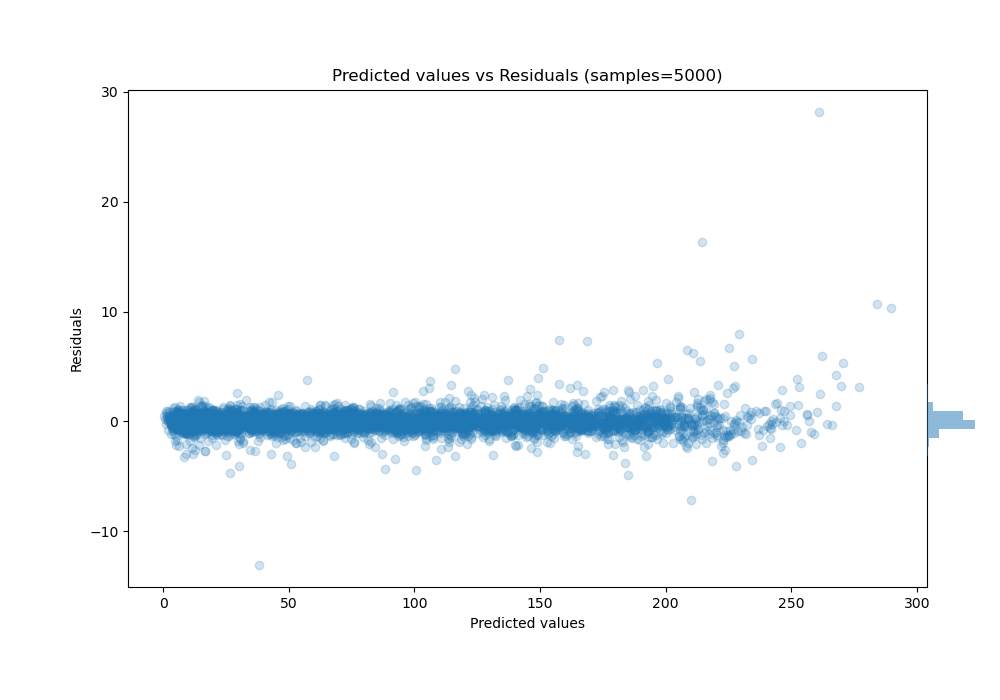 Predicted values vs Residuals (samples=5000)
30
20
10
0
−10
Residuals
0 50 100 150 200 250 300
Predicted values